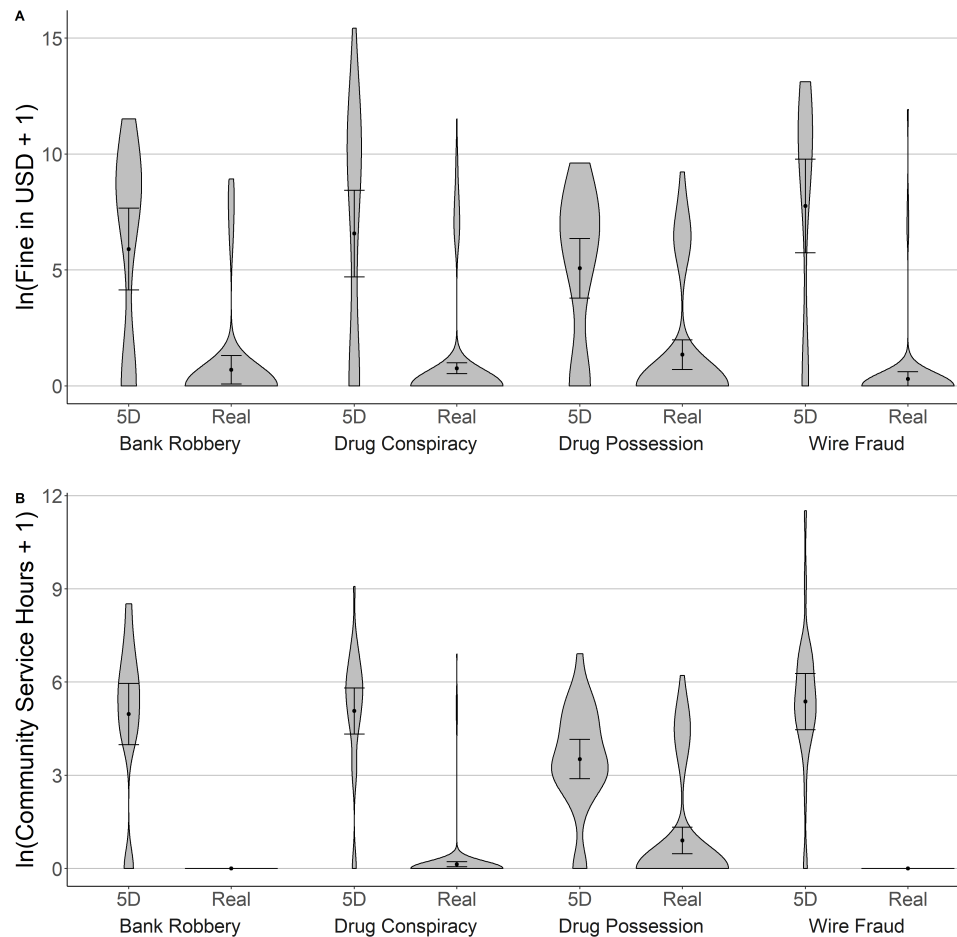 A
ln(Fine in USD + 1)
15
10
5
0
5D Real 5D Real 5D Real 5D Real
Bank Robbery Drug Conspiracy Drug Possession Wire Fraud
B
ln(Community Service Hours + 1)
12
9
6
3
0
5D Real 5D Real 5D Real 5D Real
Bank Robbery Drug Conspiracy Drug Possession Wire Fraud